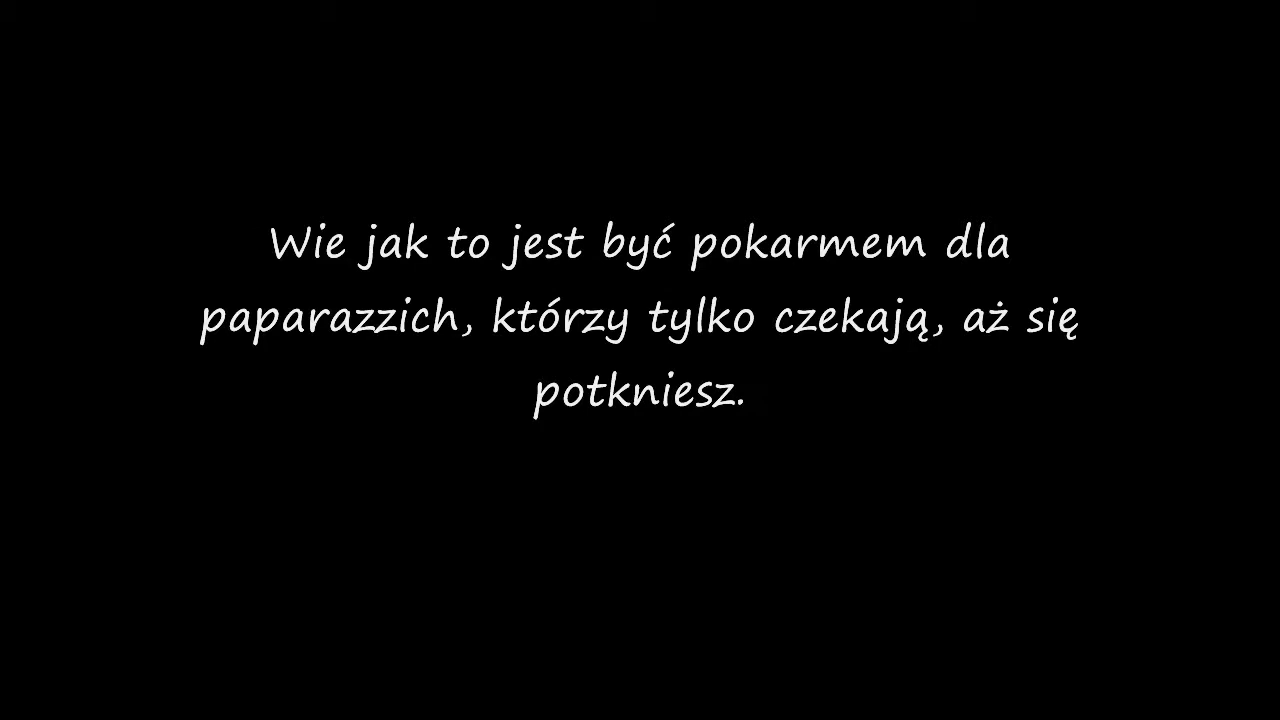 Wie jak to jest być pokarmem dla
paparazzich, którzy tylko czekają, aż się
potkniesz.